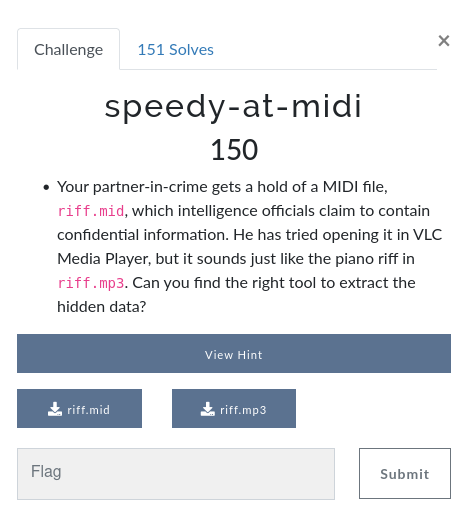 Challenge
151 Solves
×
speedy-at-midi
150
• Your partner-in-crime gets a hold of a MIDI file,
riff.mid, which intelligence officials claim to contain
confidential information. He has tried opening it in VLC
Media Player, but it sounds just like the piano riff in
riff.mp3. Can you find the right tool to extract the
hidden data?
View Hint
riff.mid
riff.mp3
Flag
Submit